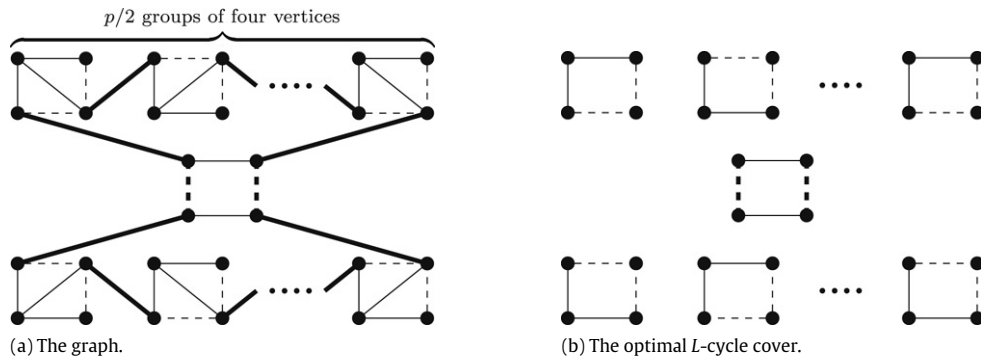 p/2 groups of four vertices
(a) The graph.
(b) The optimal L-cycle cover.